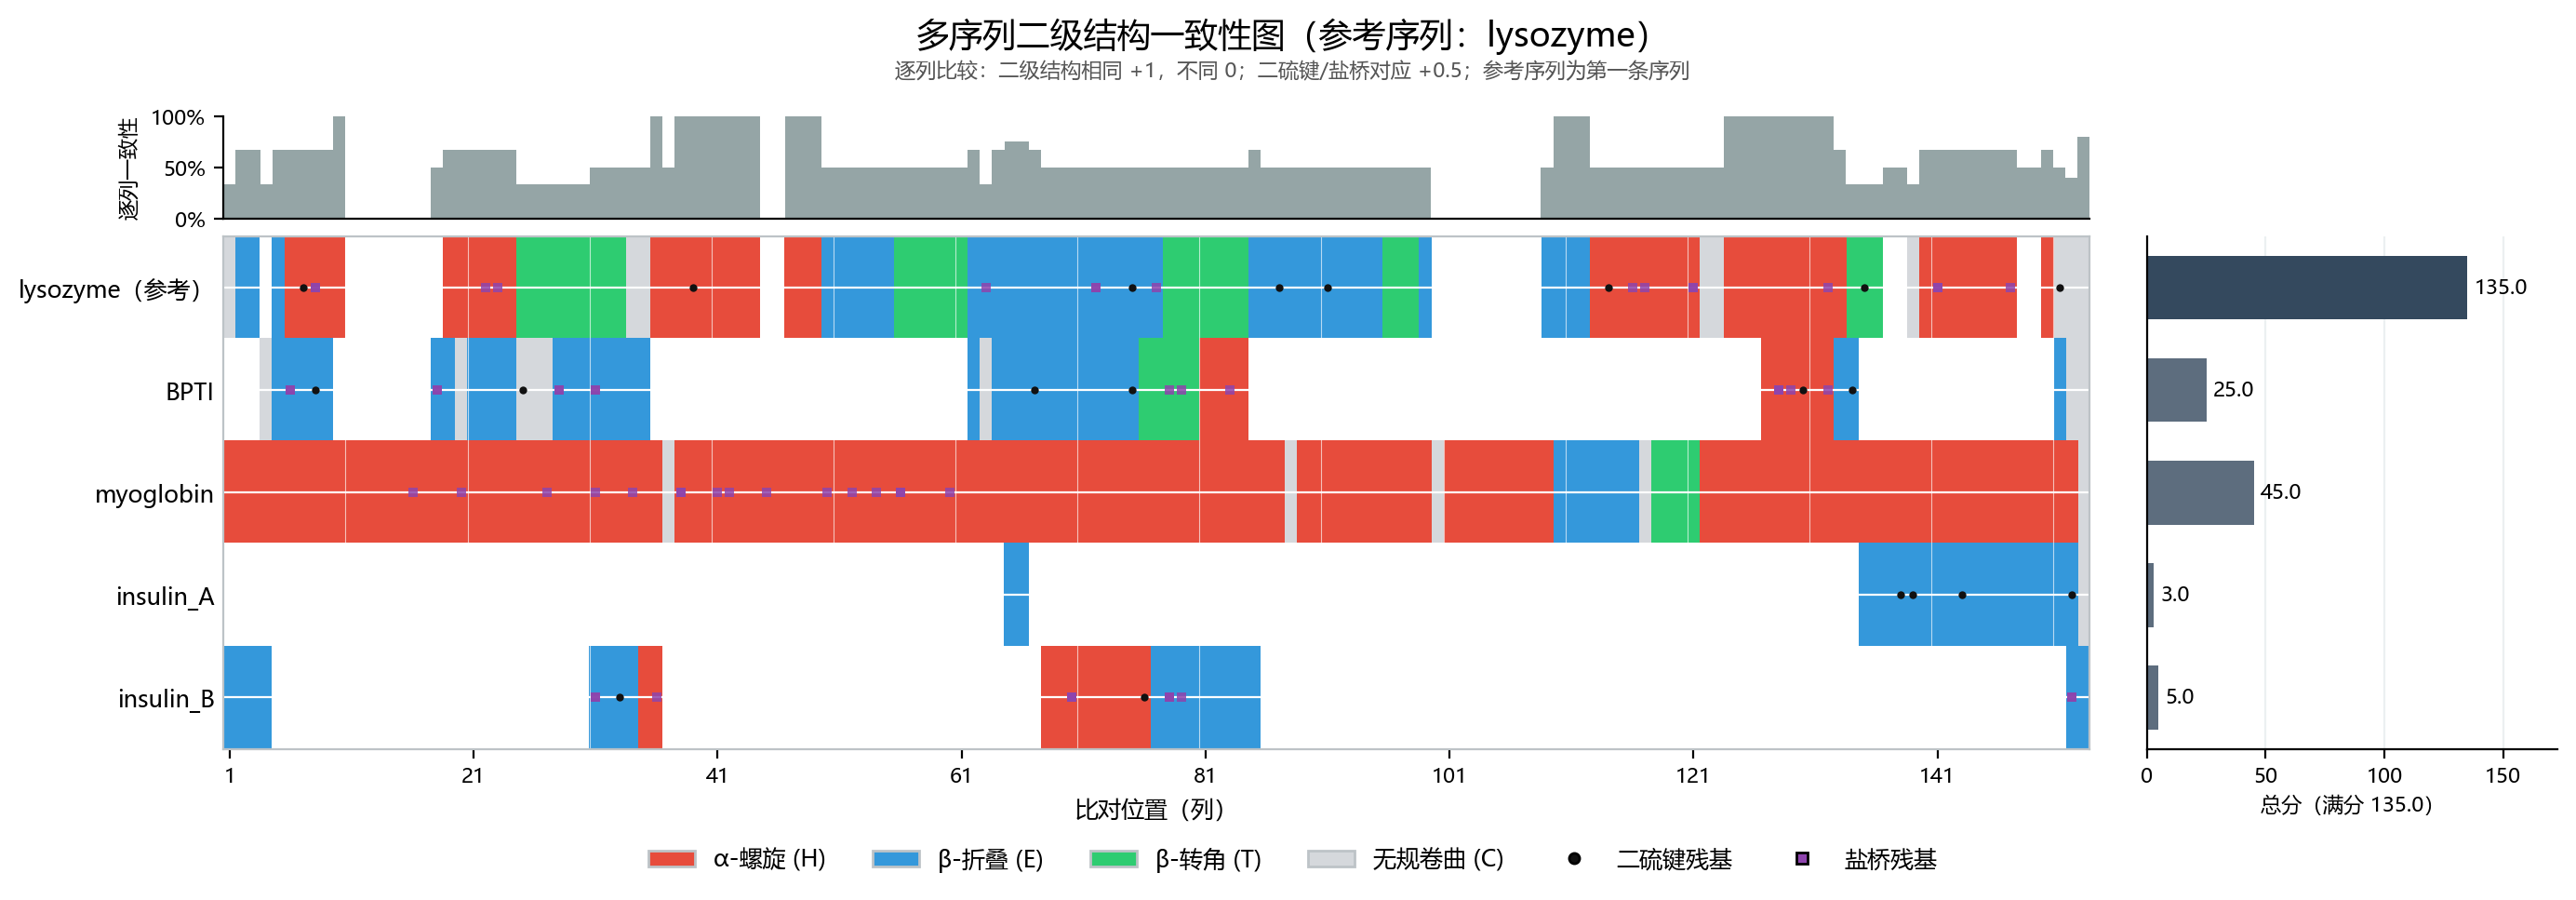 多序列二级结构一致性图（参考序列：lysozyme）
逐列比较：二级结构相同 +1，不同 0；二硫键/盐桥对应 +0.5；参考序列为第一条序列
逐列一致性
100%
50%
0%
lysozyme（参考）
BPTI
myoglobin
insulin_A
insulin_B
1 21 41 61 81 101 121 141
比对位置（列）
135.0
25.0
45.0
3.0
5.0
0 50 100 150
总分（满分 135.0）
α-螺旋 (H) β-折叠 (E) β-转角 (T) 无规卷曲 (C) 二硫键残基 盐桥残基